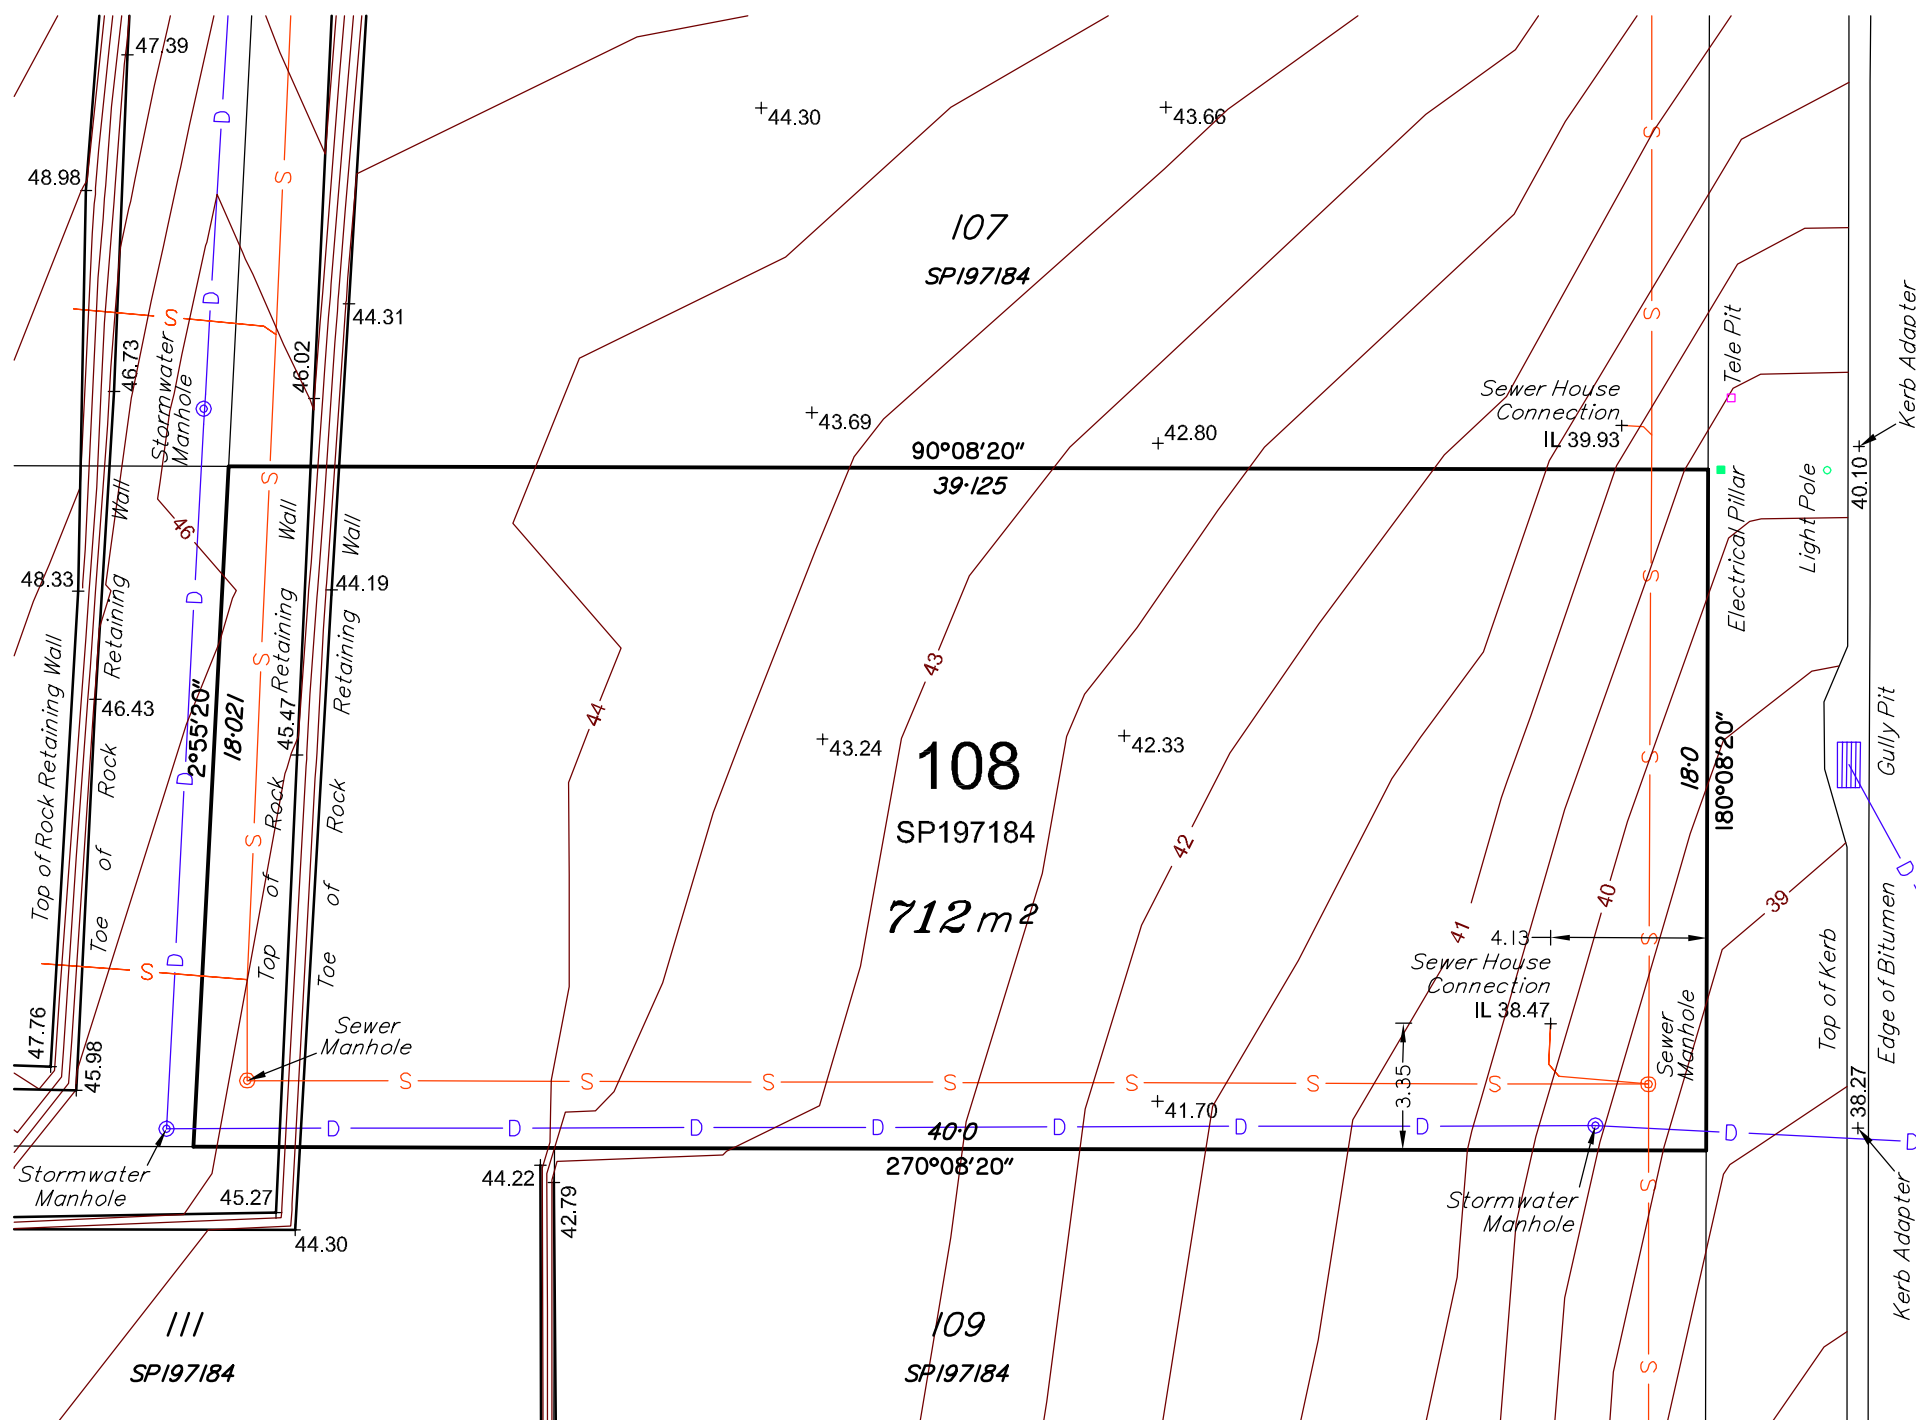 47.39
44.30
43.66
48.98
107
SP197184
44.31
46.73
46.02
Stormwater
Manhole
Tele Pit
Kerb Adapter
Sewer House
Connection
IL 39.93
43.69
42.80
90°08'20"
39·125
40.10
Electrical Pillar
Light Pole
46
48.33
44.19
Top of Rock Retaining Wall
Toe of Rock Retaining Wall
Top of Rock Retaining Wall
Toe of Rock Retaining Wall
46.43
2°55'20"
18·021
45.47
44
43
43.24
42.33
108
SP197184
712 m²
42
41
40
39
18·0
180°08'20"
Gully Pit
4.13
Sewer House
Connection
IL 38.47
Sewer
Manhole
Top of Kerb
Edge of Bitumen
47.76
45.98
Sewer
Manhole
S S S S S S S
3.35
41.70
38.27
D D D D D D D D D
40·0
270°08'20"
Stormwater
Manhole
45.27
44.22
42.79
Stormwater
Manhole
Kerb Adapter
44.30
111
SP197184
109
SP197184